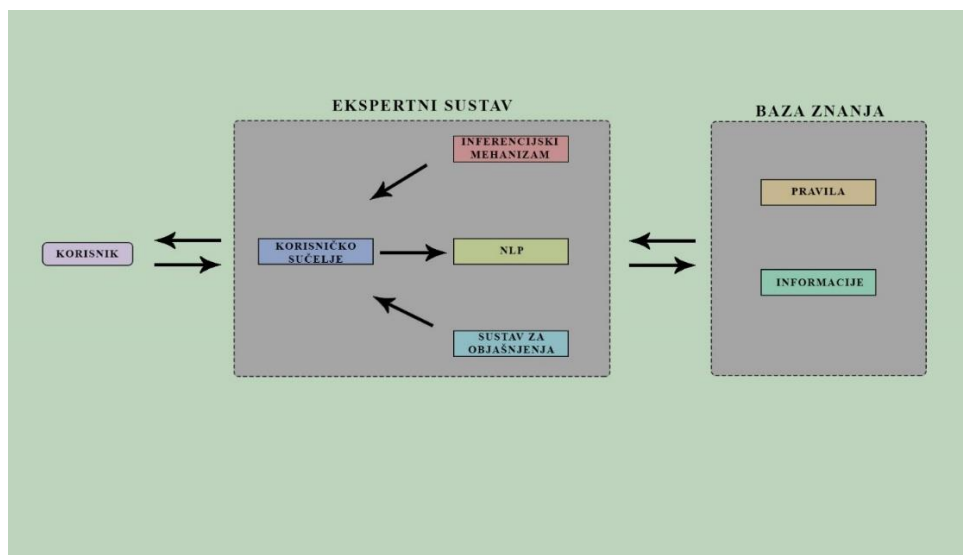 EKSPERTNI SUSTAV
BAZA ZNANJA
INFERENCIJSKI
MEHANIZAM
PRAVILA
KORISNIK
KORISNIČKO
SUČELJE
NLP
INFORMACIJE
SUSTAV ZA
OBJAŠNJENJA